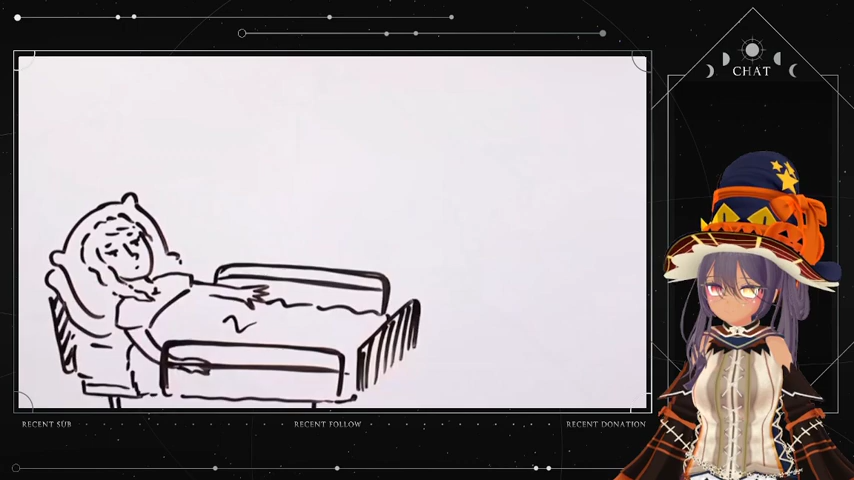 CHAT
RECENT SUB
RECENT FOLLOW
RECENT DONATION